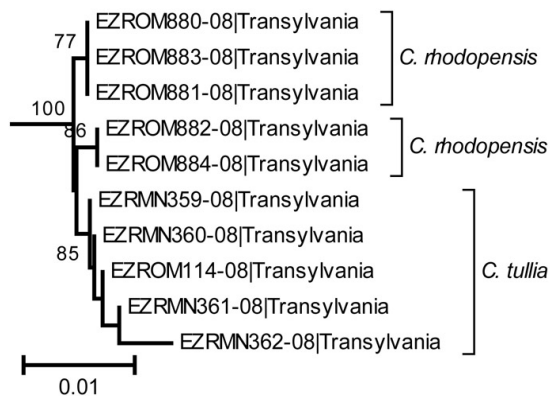 EZROM880-08|Transylvania
77
EZROM883-08|Transylvania
C. rhodopensis
EZROM881-08|Transylvania
100
86
EZROM882-08|Transylvania
C. rhodopensis
EZROM884-08|Transylvania
EZRMN359-08|Transylvania
EZRMN360-08|Transylvania
85
EZROM114-08|Transylvania
C. tullia
EZRMN361-08|Transylvania
EZRMN362-08|Transylvania
0.01